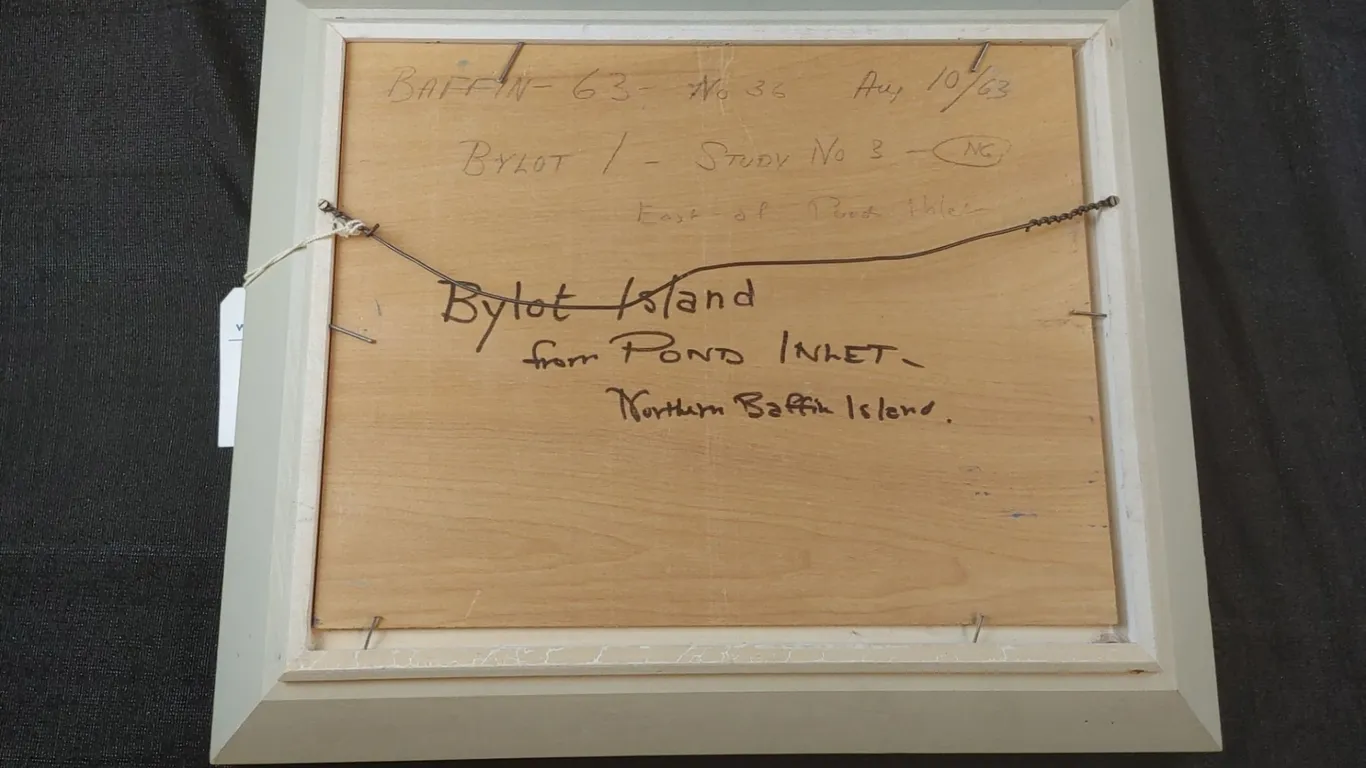 BAFFIN - 63 - No 36 Aug 10/63
BYLOT I - STUDY No 3 - NG
East of Pond Inlet
Bylot Island
from POND INLET -
Northern Baffin Island.